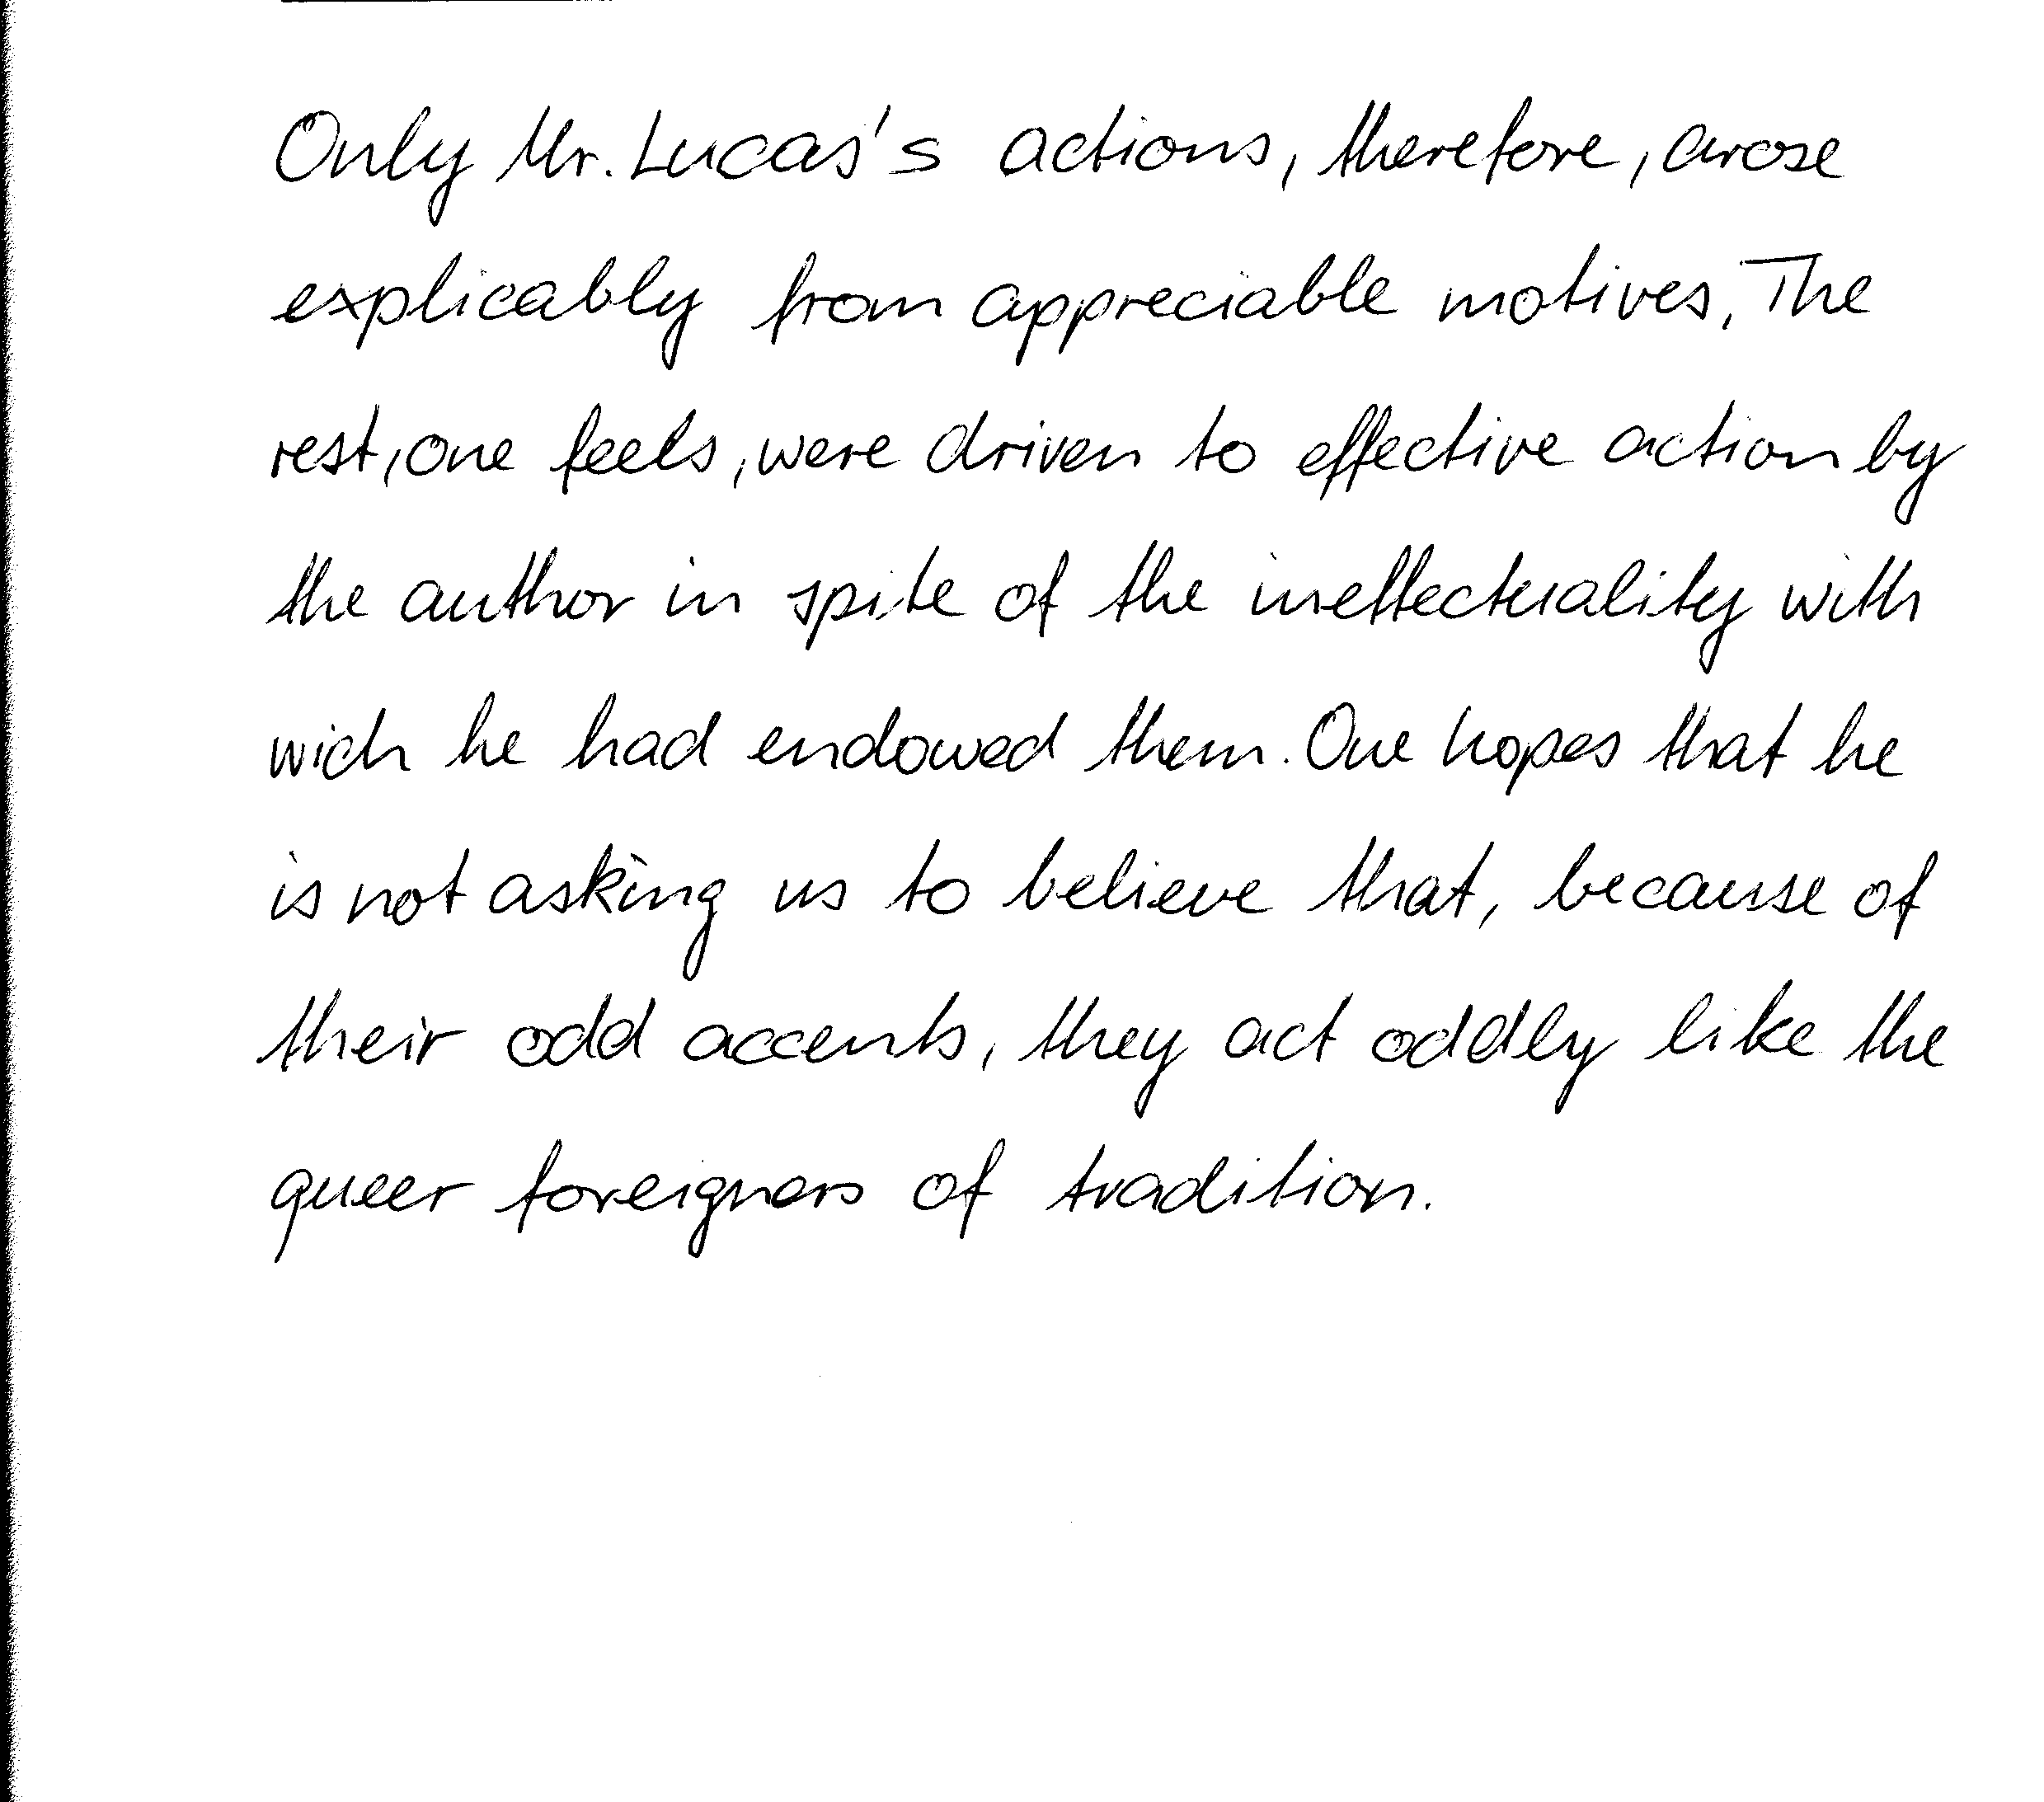 Only Mr. Lucas's actions, therefore, arose
explicably from appreciable motives, The
rest, one feels, were driven to effective action by
the author in spite of the ineffectuality with
wich he had endowed them. One hopes that he
is not asking us to believe that, because of
their odd accents, they act oddly like the
queer foreigners of tradition.